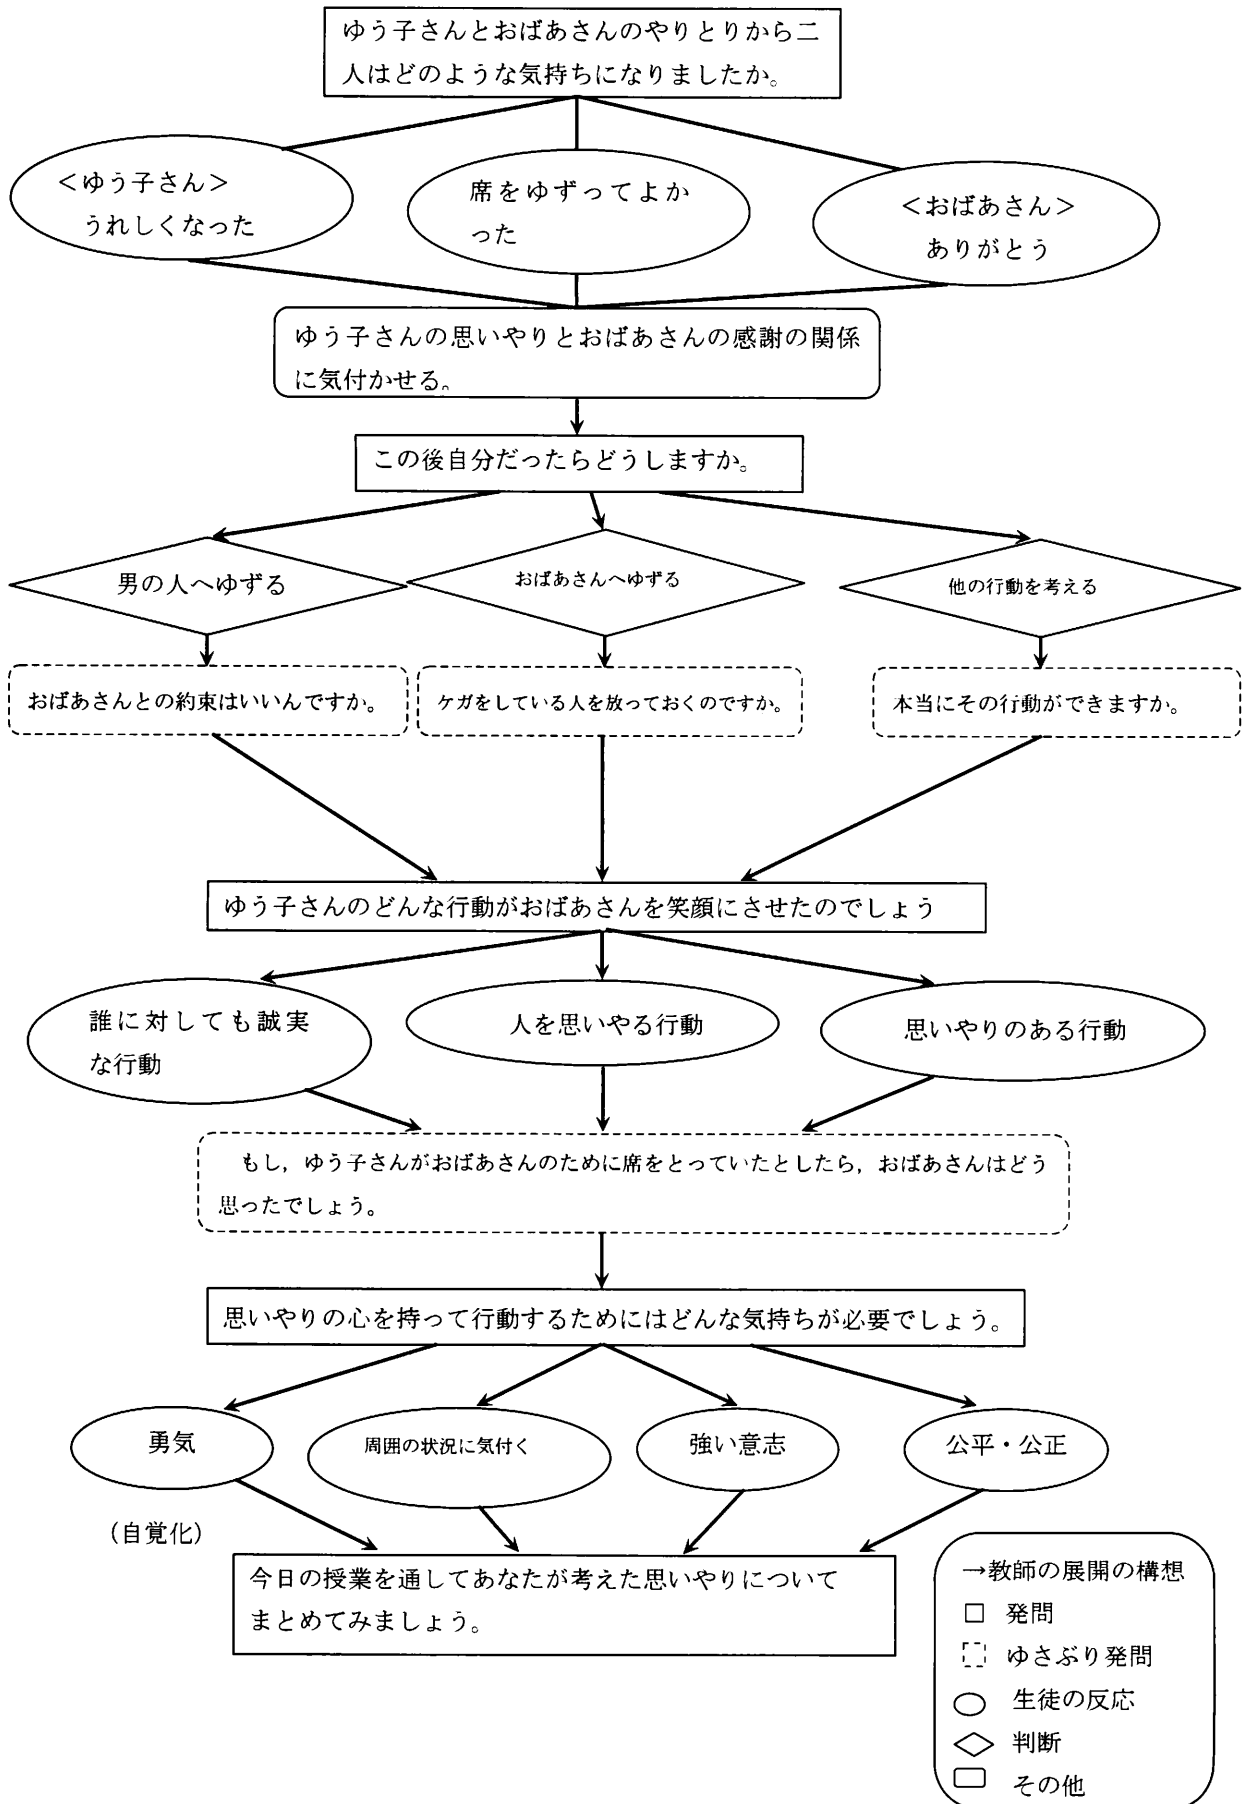 ゆう子さんとおばあさんのやりとりから二
人はどのような気持ちになりましたか。
＜ゆう子さん＞
うれしくなった
席をゆずってよか
った
＜おばあさん＞
ありがとう
ゆう子さんの思いやりとおばあさんの感謝の関係
に気付かせる。
この後自分だったらどうしますか。
男の人へゆずる
おばあさんへゆずる
他の行動を考える
おばあさんとの約束はいいんですか。
ケガをしている人を放っておくのですか。
本当にその行動ができますか。
ゆう子さんのどんな行動がおばあさんを笑顔にさせたのでしょう
誰に対しても誠実
な行動
人を思いやる行動
思いやりのある行動
もし，ゆう子さんがおばあさんのために席をとっていたとしたら，おばあさんはどう
思ったでしょう。
思いやりの心を持って行動するためにはどんな気持ちが必要でしょう。
勇気
周囲の状況に気付く
強い意志
公平・公正
（自覚化）
今日の授業を通してあなたが考えた思いやりについて
まとめてみましょう。
→教師の展開の構想
発問
ゆさぶり発問
生徒の反応
判断
その他